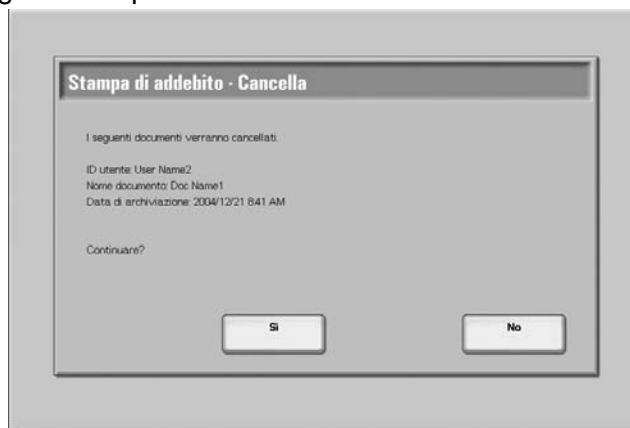 Stampa di addebito - Cancella
I seguenti documenti verranno cancellati.
ID utente: User Name2
Nome documento: Doc Name1
Data di archiviazione: 2004/12/21 8:41 AM
Continuare?
Sì
No